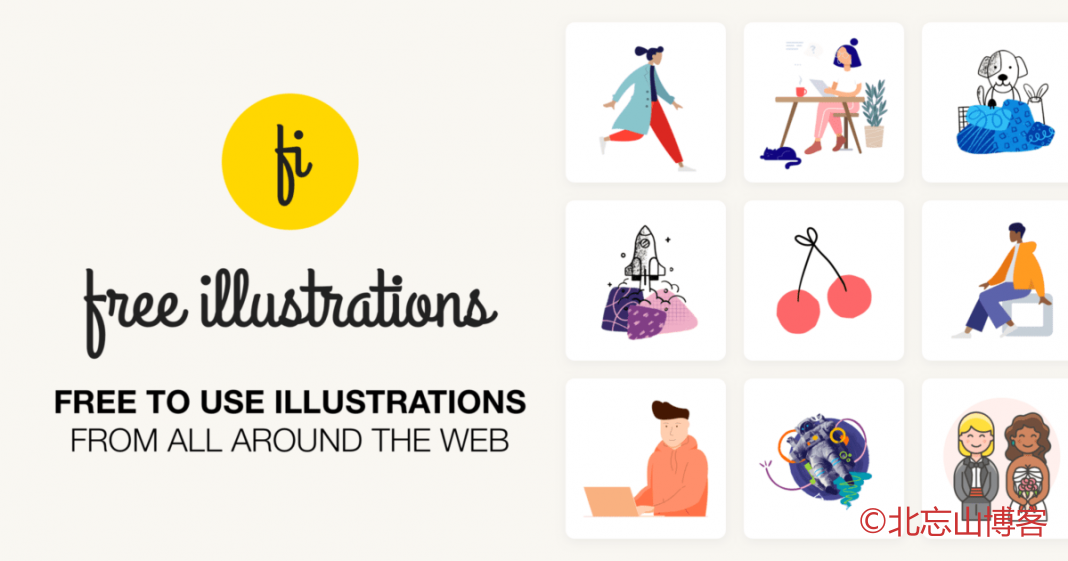 fi
free illustrations
FREE TO USE ILLUSTRATIONS
FROM ALL AROUND THE WEB
©北忘山博客